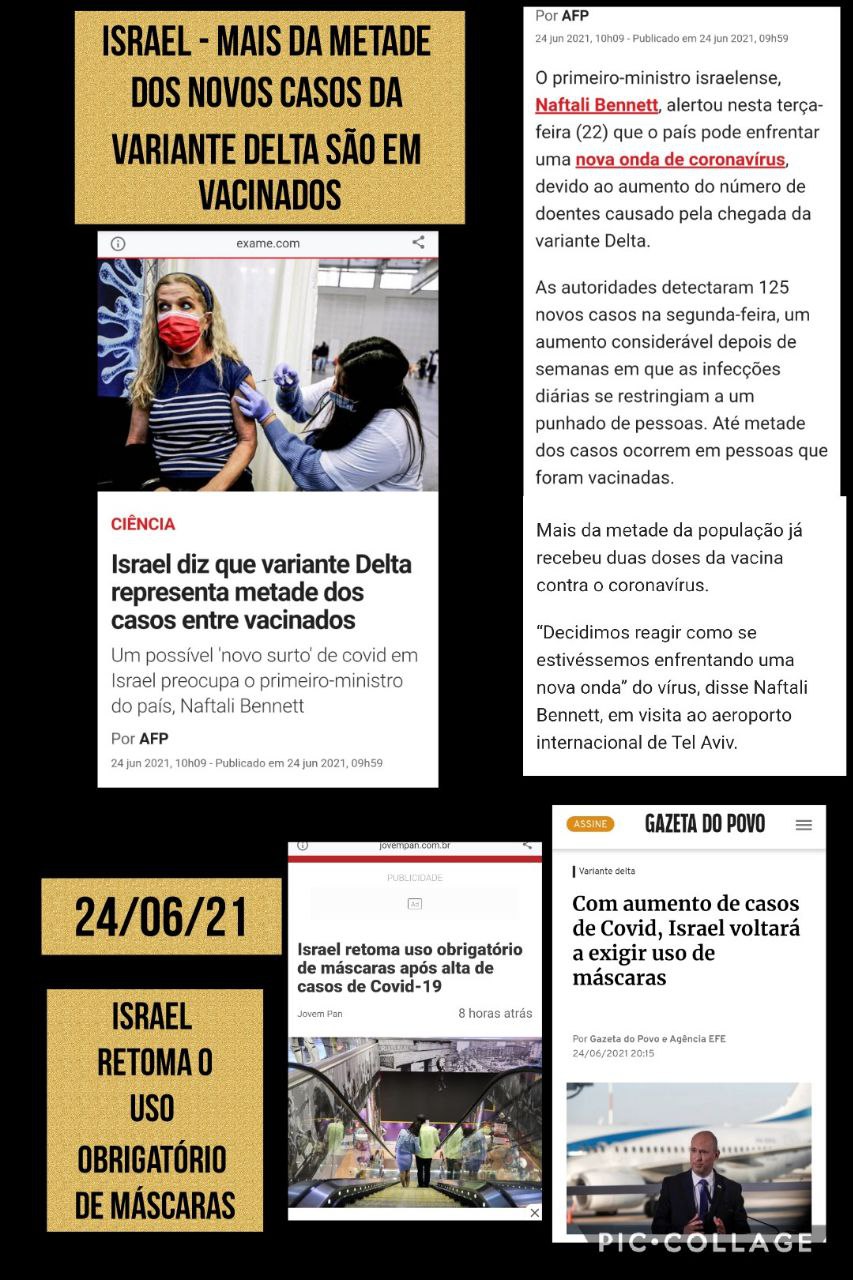 ISRAEL - MAIS DA METADE
DOS NOVOS CASOS DA
VARIANTE DELTA SÃO EM
VACINADOS
exame.com
CIÊNCIA
Israel diz que variante Delta
representa metade dos
casos entre vacinados
Um possível 'novo surto' de covid em
Israel preocupa o primeiro-ministro
do país, Naftali Bennett
Por AFP
24 jun 2021, 10h09 - Publicado em 24 jun 2021, 09h59
Por AFP
24 jun 2021, 10h09 - Publicado em 24 jun 2021, 09h59
O primeiro-ministro israelense,
Naftali Bennett, alertou nesta terça-
feira (22) que o país pode enfrentar
uma nova onda de coronavírus,
devido ao aumento do número de
doentes causado pela chegada da
variante Delta.
As autoridades detectaram 125
novos casos na segunda-feira, um
aumento considerável depois de
semanas em que as infecções
diárias se restringiam a um
punhado de pessoas. Até metade
dos casos ocorrem em pessoas que
foram vacinadas.
Mais da metade da população já
recebeu duas doses da vacina
contra o coronavírus.
“Decidimos reagir como se
estivéssemos enfrentando uma
nova onda” do vírus, disse Naftali
Bennett, em visita ao aeroporto
internacional de Tel Aviv.
24/06/21
ISRAEL
RETOMA O
USO
OBRIGATÓRIO
DE MÁSCARAS
jovempan.com.br
PUBLICIDADE
Ad
Israel retoma uso obrigatório
de máscaras após alta de
casos de Covid-19
Jovem Pan
8 horas atrás
ASSINE
GAZETA DO POVO
Variante delta
Com aumento de casos
de Covid, Israel voltará
a exigir uso de
máscaras
Por Gazeta do Povo e Agência EFE
24/06/2021 20:15
PIC•COLLAGE